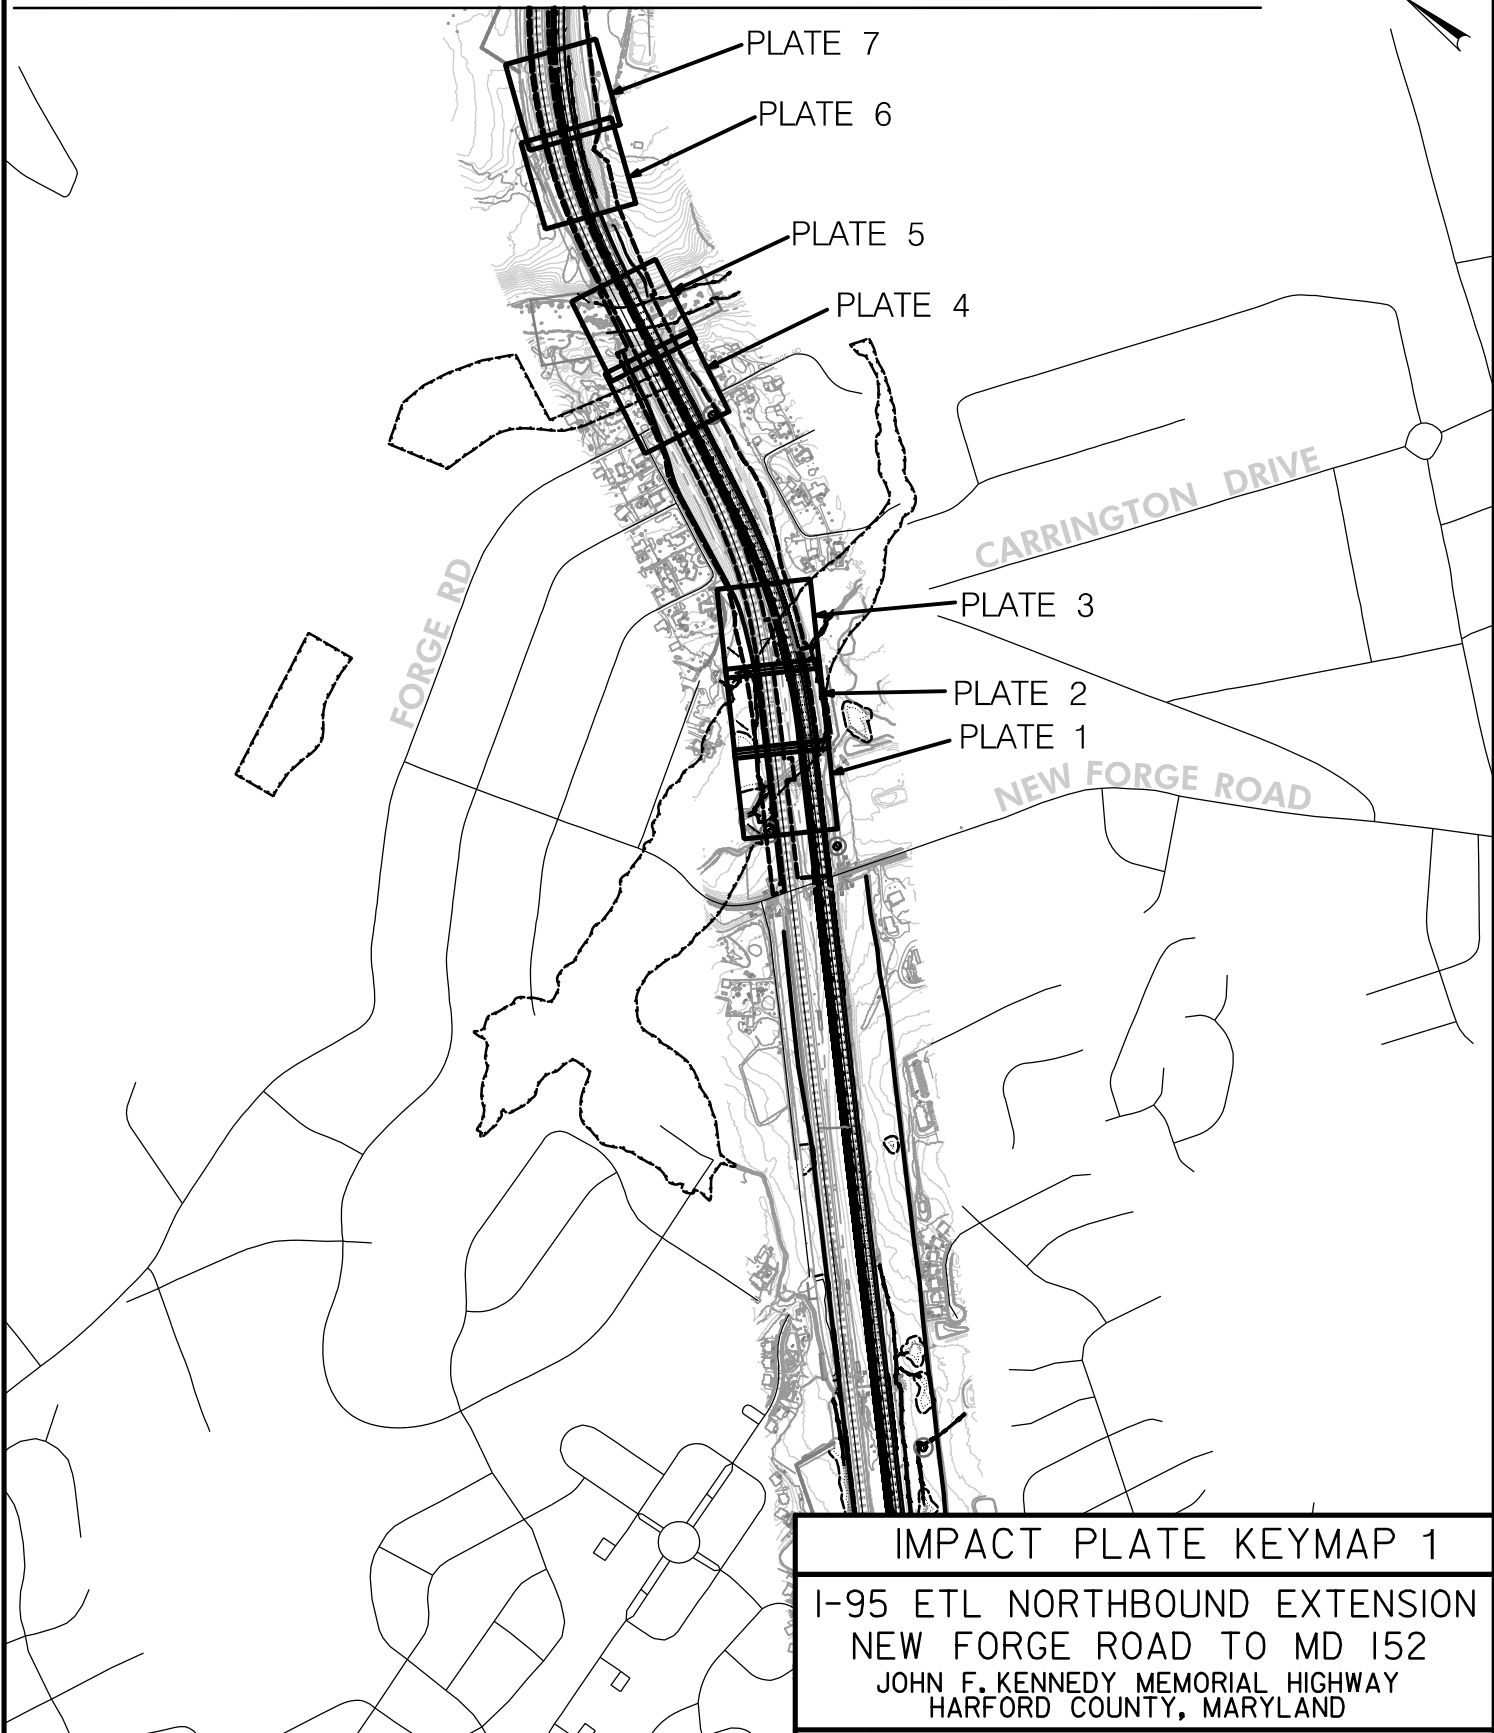 PLATE 7
PLATE 6
PLATE 5
PLATE 4
CARRINGTON DRIVE
FORGE RD
PLATE 3
PLATE 2
PLATE 1
NEW FORGE ROAD
IMPACT PLATE KEYMAP 1
I-95 ETL NORTHBOUND EXTENSION
NEW FORGE ROAD TO MD 152
JOHN F. KENNEDY MEMORIAL HIGHWAY
HARFORD COUNTY, MARYLAND